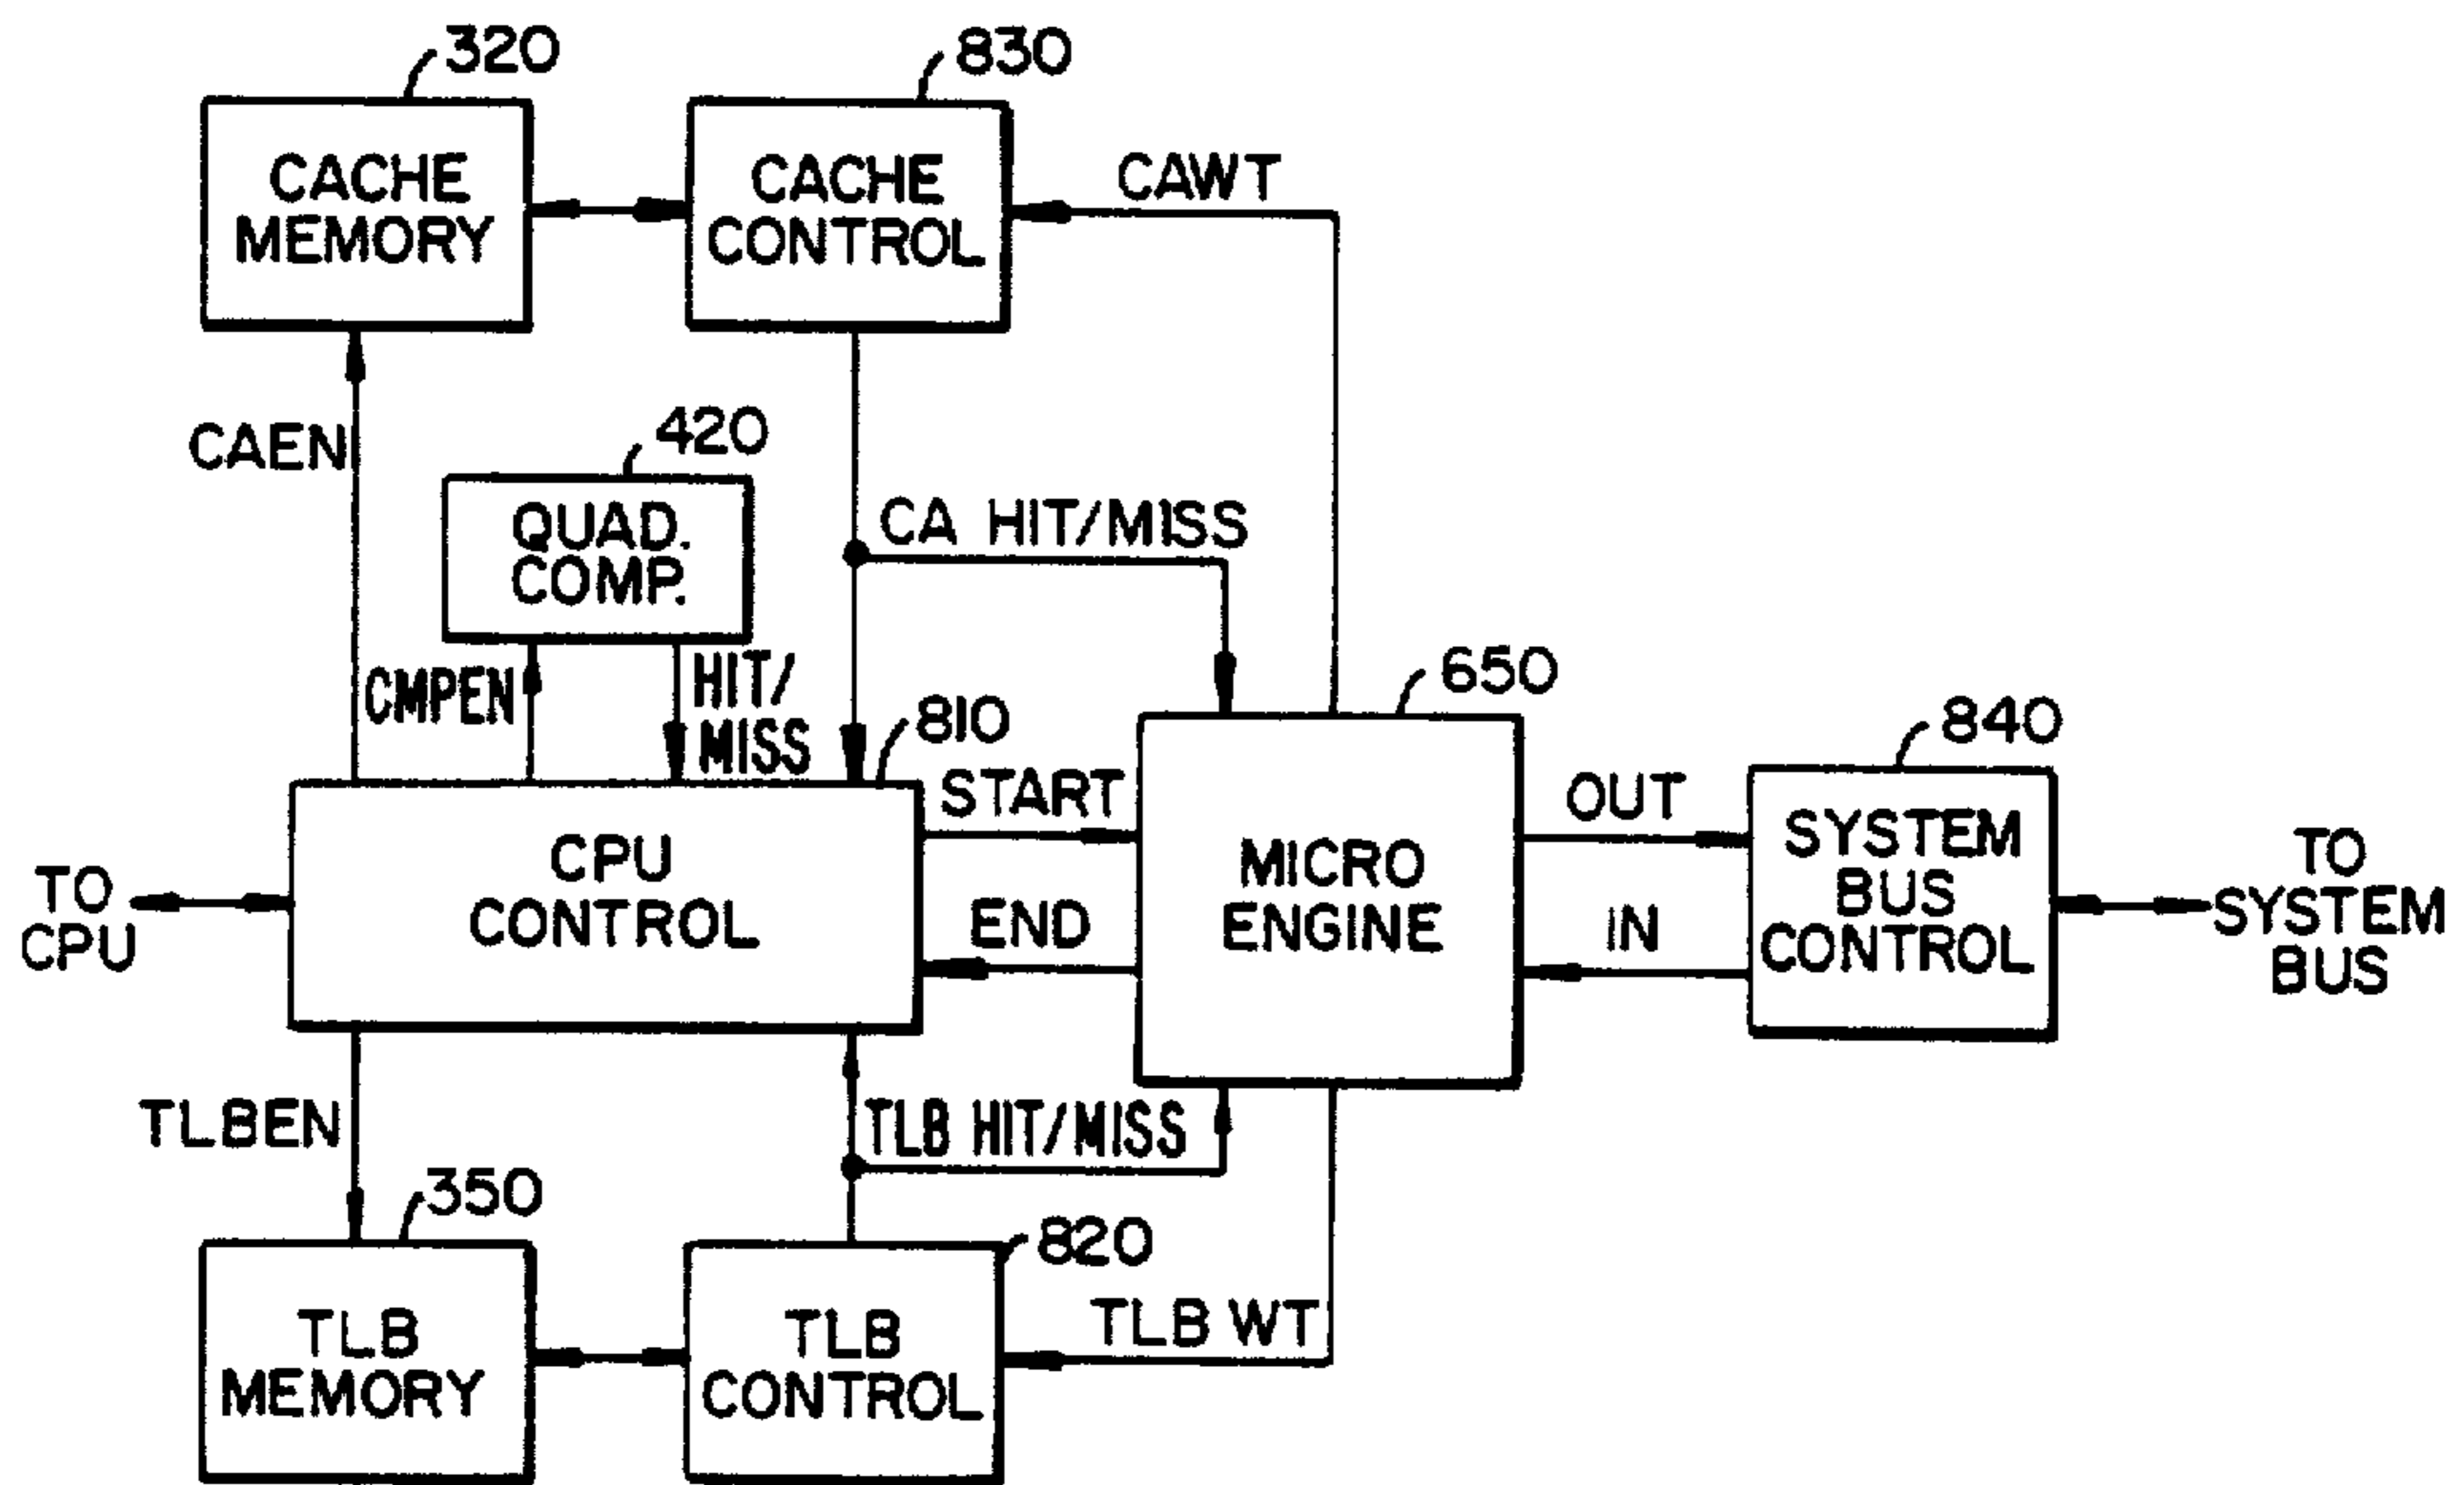 320
830
CACHE
MEMORY
CACHE
CONTROL
CAWT
CAEN
420
QUAD.
COMP.
CA HIT/MISS
CMPEN
HIT/
MISS
810
650
840
START
OUT
TO
CPU
CPU
CONTROL
END
MICRO
ENGINE
IN
SYSTEM
BUS
CONTROL
TO
SYSTEM
BUS
TLBEN
TLB HIT/MISS
350
820
TLB
MEMORY
TLB
CONTROL
TLB WT